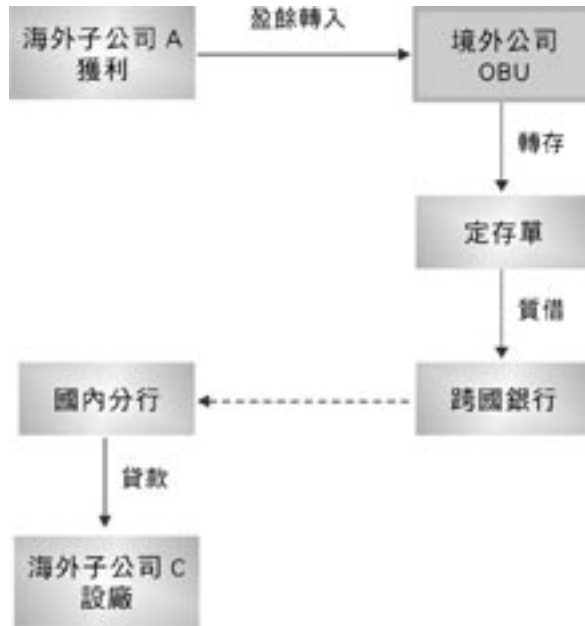 海外子公司 A
獲利
盈餘轉入
境外公司
OBU
轉存
定存單
質借
跨國銀行
國內分行
貸款
海外子公司 C
設廠